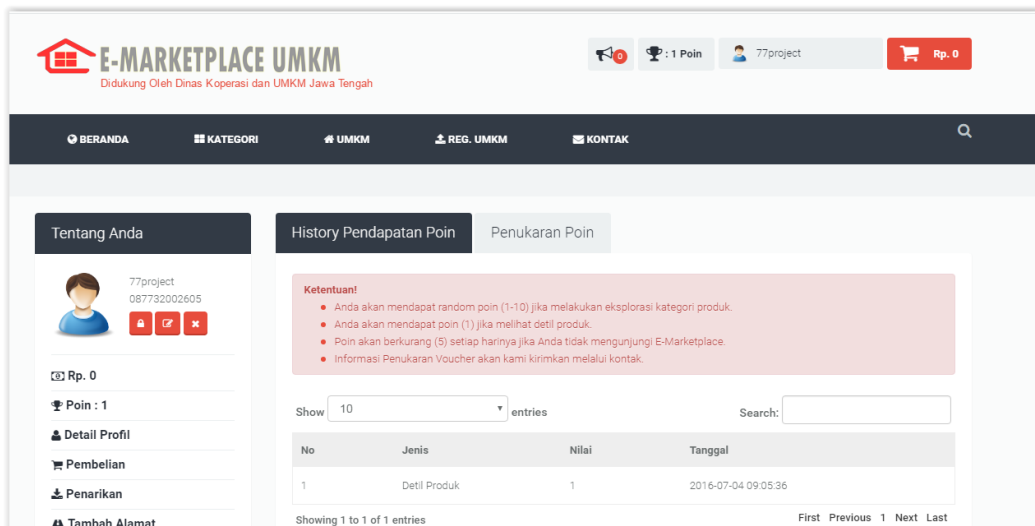 E-MARKETPLACE UMKM
Didukung Oleh Dinas Koperasi dan UMKM Jawa Tengah
0
: 1 Poin
77project
Rp. 0
BERANDA
KATEGORI
UMKM
REG. UMKM
KONTAK
Tentang Anda
77project
087732002605
Rp. 0
Poin : 1
Detail Profil
Pembelian
Penarikan
Tambah Alamat
History Pendapatan Poin
Penukaran Poin
Ketentuan!
Anda akan mendapat random poin (1-10) jika melakukan eksplorasi kategori produk.
Anda akan mendapat poin (1) jika melihat detil produk.
Poin akan berkurang (5) setiap harinya jika Anda tidak mengunjungi E-Marketplace.
Informasi Penukaran Voucher akan kami kirimkan melalui kontak.
Show 10 entries
Search:
No Jenis Nilai Tanggal
1 Detil Produk 1 2016-07-04 09:05:36
Showing 1 to 1 of 1 entries
First Previous 1 Next Last